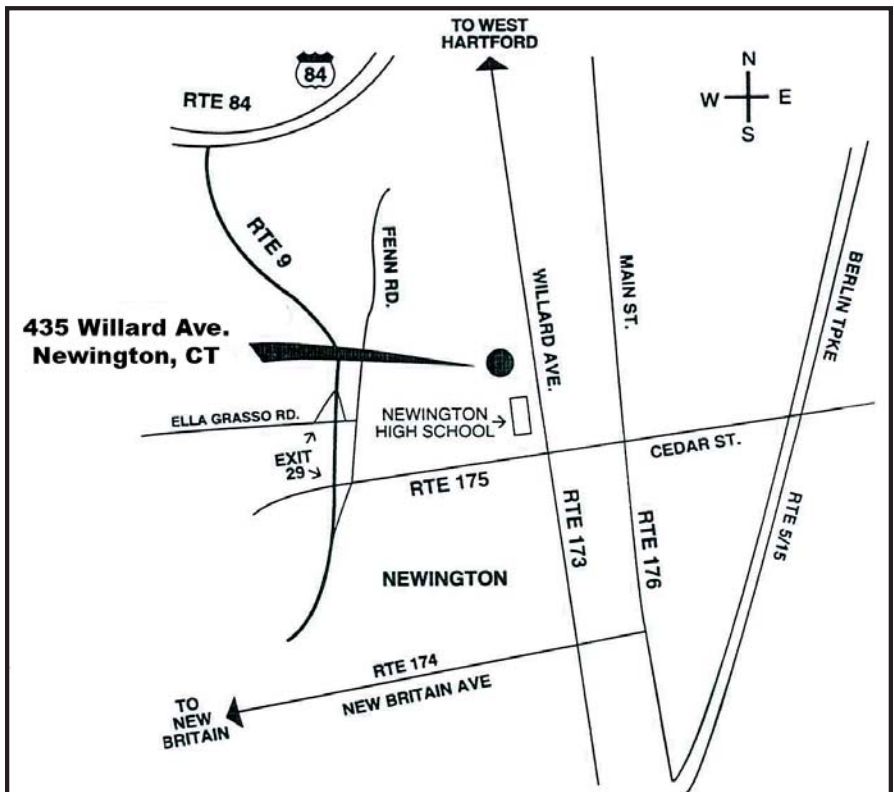 TO WEST
HARTFORD
84
RTE 84
N
W E
S
RTE 9
FENN RD.
WILLARD AVE.
MAIN ST.
BERLIN TPKE
435 Willard Ave.
Newington, CT
ELLA GRASSO RD.
NEWINGTON
HIGH SCHOOL
EXIT
29
CEDAR ST.
RTE 175
RTE 173
RTE 176
RTE 5/15
NEWINGTON
RTE 174
NEW BRITAIN AVE
TO
NEW
BRITAIN